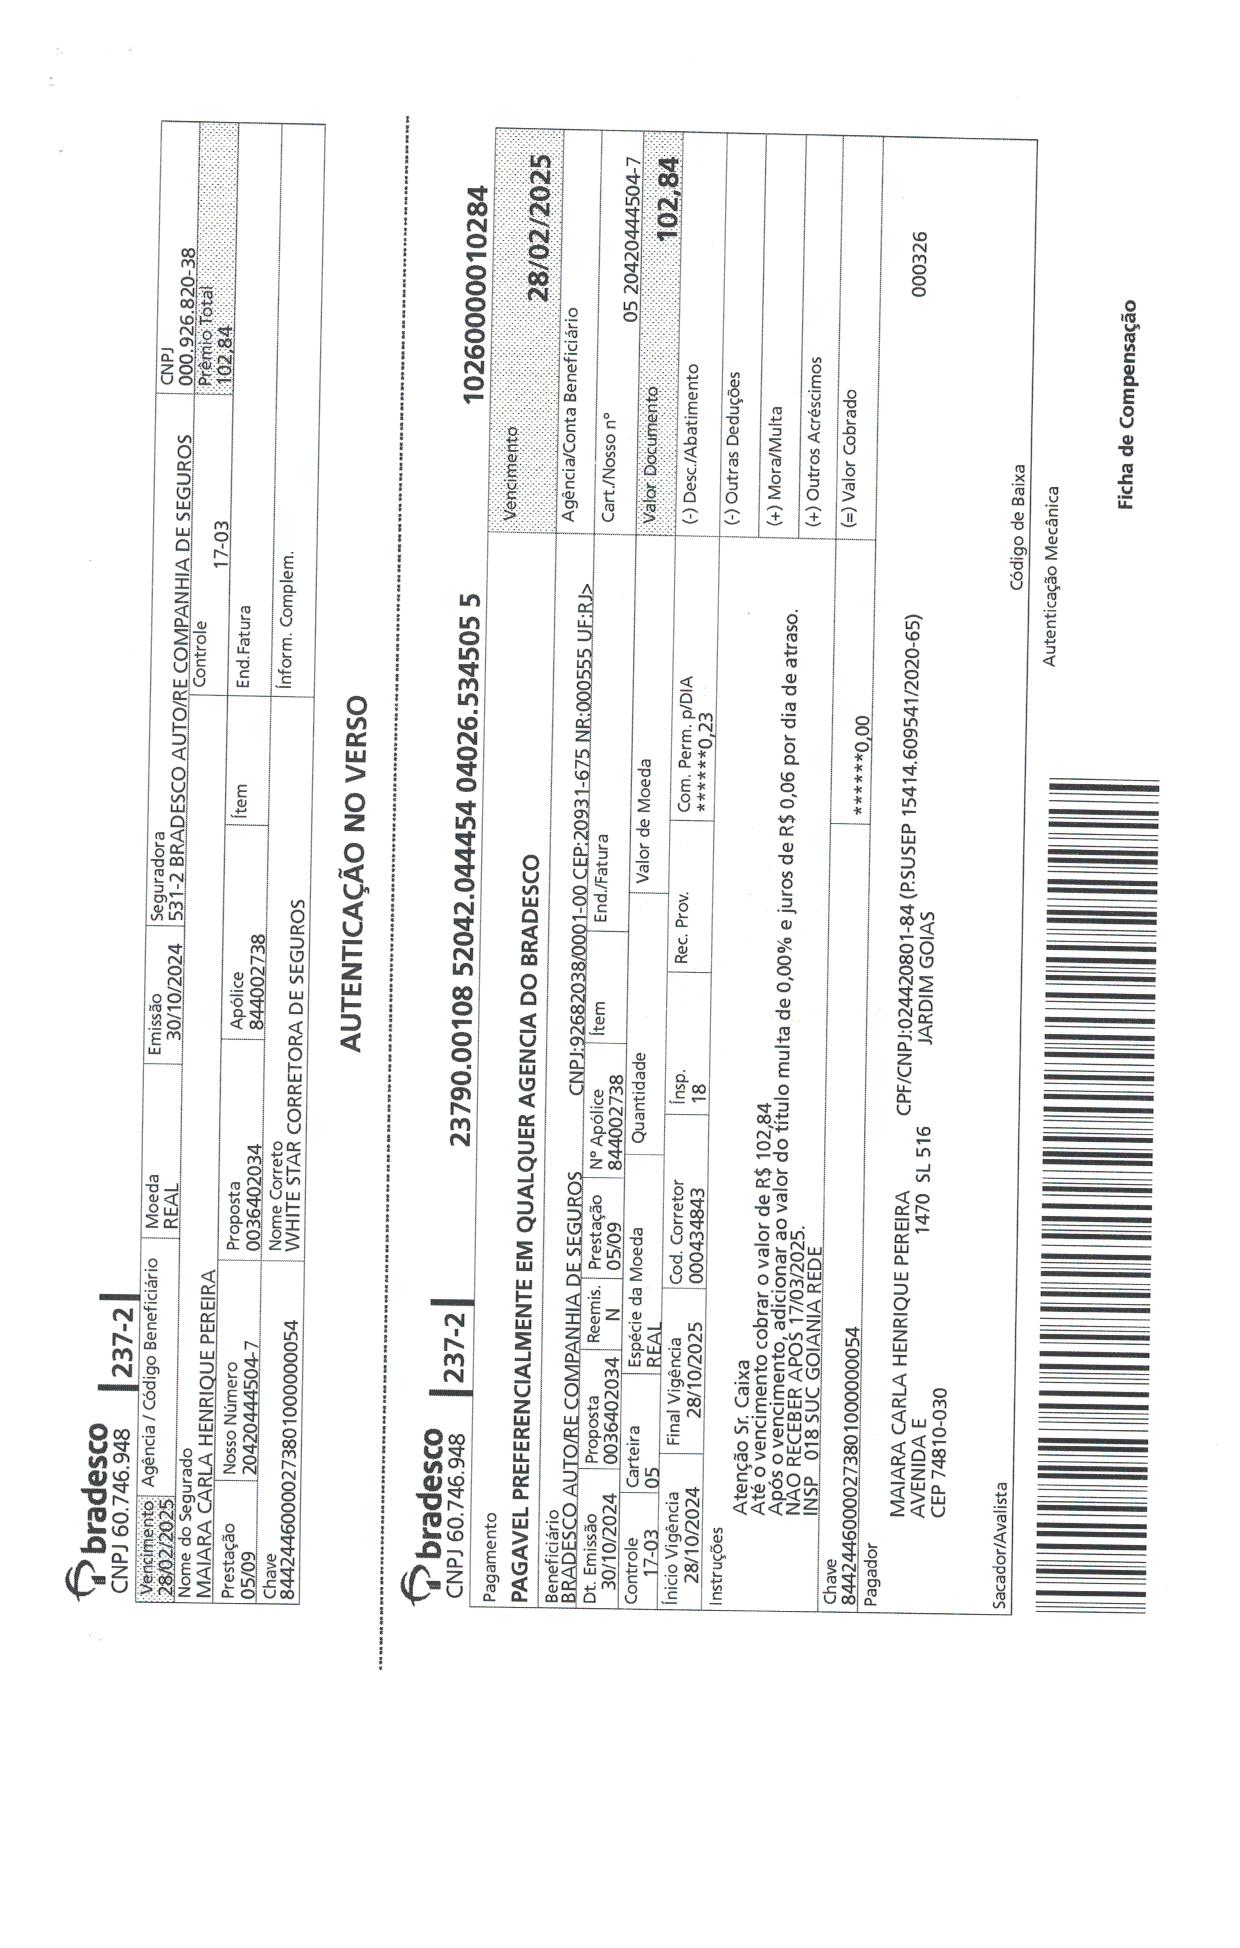 bradesco 237-2
CNPJ 60.746.948
Vencimento Agência / Código Beneficiário Moeda Emissão Seguradora CNPJ
28/02/2025 REAL 30/10/2024 531-2 BRADESCO AUTO/RE COMPANHIA DE SEGUROS 000.926.820-38
Nome do Segurado Controle Prêmio Total
MAIARA CARLA HENRIQUE PEREIRA 17-03 102,84
Prestação Nosso Número Proposta Apólice Ítem End.Fatura
05/09 20420444504-7 0036402034 844002738
Chave Nome Correto Ínform. Complem.
844244600002738010000000054 WHITE STAR CORRETORA DE SEGUROS
AUTENTICAÇÃO NO VERSO
bradesco 237-2 23790.00108 52042.044454 04026.534505 5 10260000010284
CNPJ 60.746.948
Pagamento Vencimento
PAGAVEL PREFERENCIALMENTE EM QUALQUER AGENCIA DO BRADESCO 28/02/2025
Beneficiário Agência/Conta Beneficiário
BRADESCO AUTO/RE COMPANHIA DE SEGUROS CNPJ:92682038/0001-00 CEP:20931-675 NR:000555 UF:RJ>
Dt. Emissão Proposta Reemis. Prestação Nº Apólice Ítem End./Fatura Cart./Nosso nº
30/10/2024 0036402034 N 05/09 844002738 05 20420444504-7
Controle Carteira Espécie da Moeda Quantidade Valor de Moeda Valor Documento
17-03 05 REAL 102,84
Ínicio Vigência Final Vigência Cod. Corretor Ínsp. Rec. Prov. Com. Perm. p/DIA (-) Desc./Abatimento
28/10/2024 28/10/2025 000434843 18 ******0,23
Instruções (-) Outras Deduções
Atenção Sr. Caixa
Até o vencimento cobrar o valor de R$ 102,84 (+) Mora/Multa
Após o vencimento, adicionar ao valor do título multa de 0,00% e juros de R$ 0,06 por dia de atraso.
NÃO RECEBER APÓS 17/03/2025. (+) Outros Acréscimos
INSP 018 SUC GOIANIA REDE
Chave (=) Valor Cobrado
844244600002738010000000054 ******0,00
Pagador
MAIARA CARLA HENRIQUE PEREIRA CPF/CNPJ:024420801-84 (P.SUSEP 15414.609541/2020-65)
AVENIDA E 1470 SL 516 JARDIM GOIAS 000326
CEP 74810-030
Sacador/Avalista Código de Baixa
Autenticação Mecânica
Ficha de Compensação